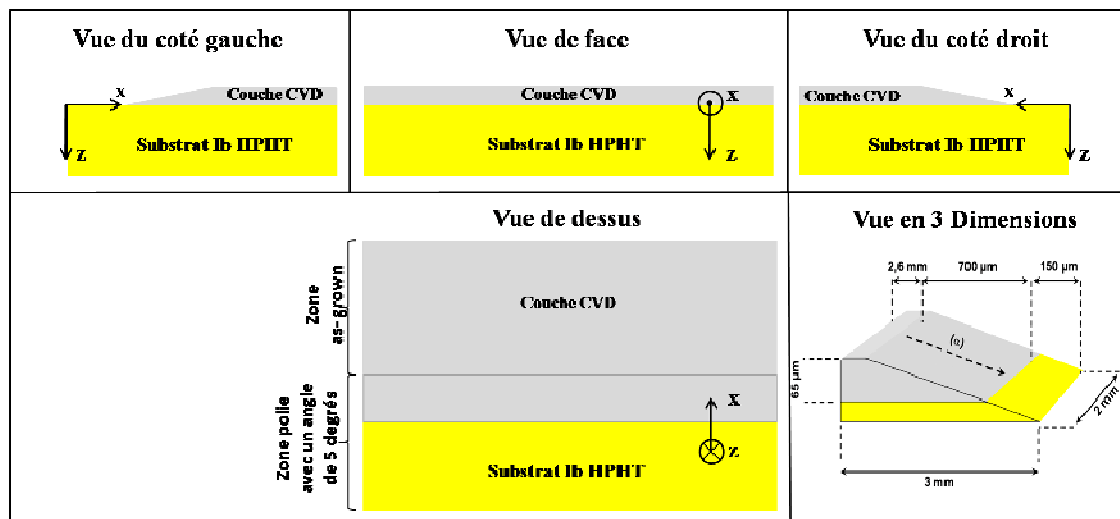 Vue du coté gauche
X
Couche CVD
Substrat Ib HPHT
Z
Vue de face
Couche CVD
X
Substrat Ib HPHT
Z
Vue du coté droit
Couche CVD
X
Substrat Ib HPHT
Z
Vue de dessus
Zone
as-grown
Couche CVD
Zone polie
avec un angle
de 5 degrés
X
Z
Substrat Ib HPHT
Vue en 3 Dimensions
2,6 mm
700 µm
150 µm
(α)
65 µm
2 mm
3 mm